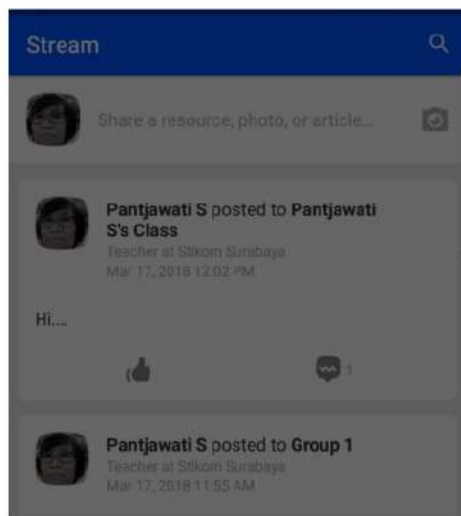 Stream
Share a resource, photo, or article...
Pantjawati S posted to Pantjawati
S's Class
Teacher at Stikom Surabaya
Mar 17, 2018 12:02 PM
Hi....
1
Pantjawati S posted to Group 1
Teacher at Stikom Surabaya
Mar 17, 2018 11:55 AM